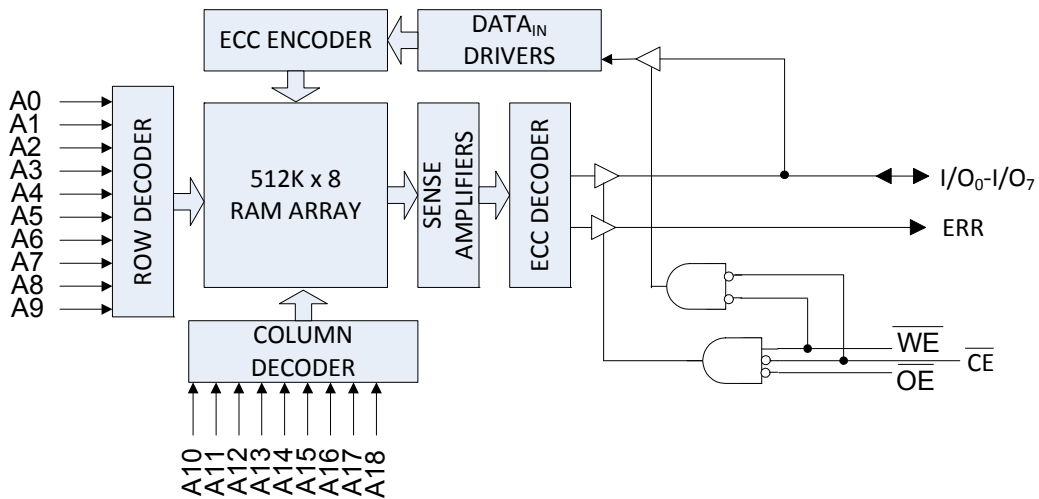 ECC ENCODER
DATAIN
DRIVERS
A0
A1
A2
A3
A4
A5
A6
A7
A8
A9
ROW DECODER
512K x 8
RAM ARRAY
SENSE
AMPLIFIERS
ECC DECODER
I/O0-I/O7
ERR
COLUMN
DECODER
WE
CE
OE
A10
A11
A12
A13
A14
A15
A16
A17
A18